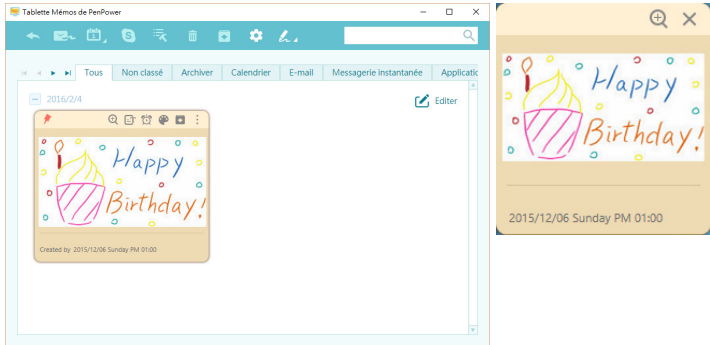 Tablette Mémos de PenPower
Tous Non classé Archiver Calendrier E-mail Messagerie instantanée Applicatio
2016/2/4
Editer
Happy
Birthday!
Created by 2015/12/06 Sunday PM 01:00
Happy
Birthday!
2015/12/06 Sunday PM 01:00